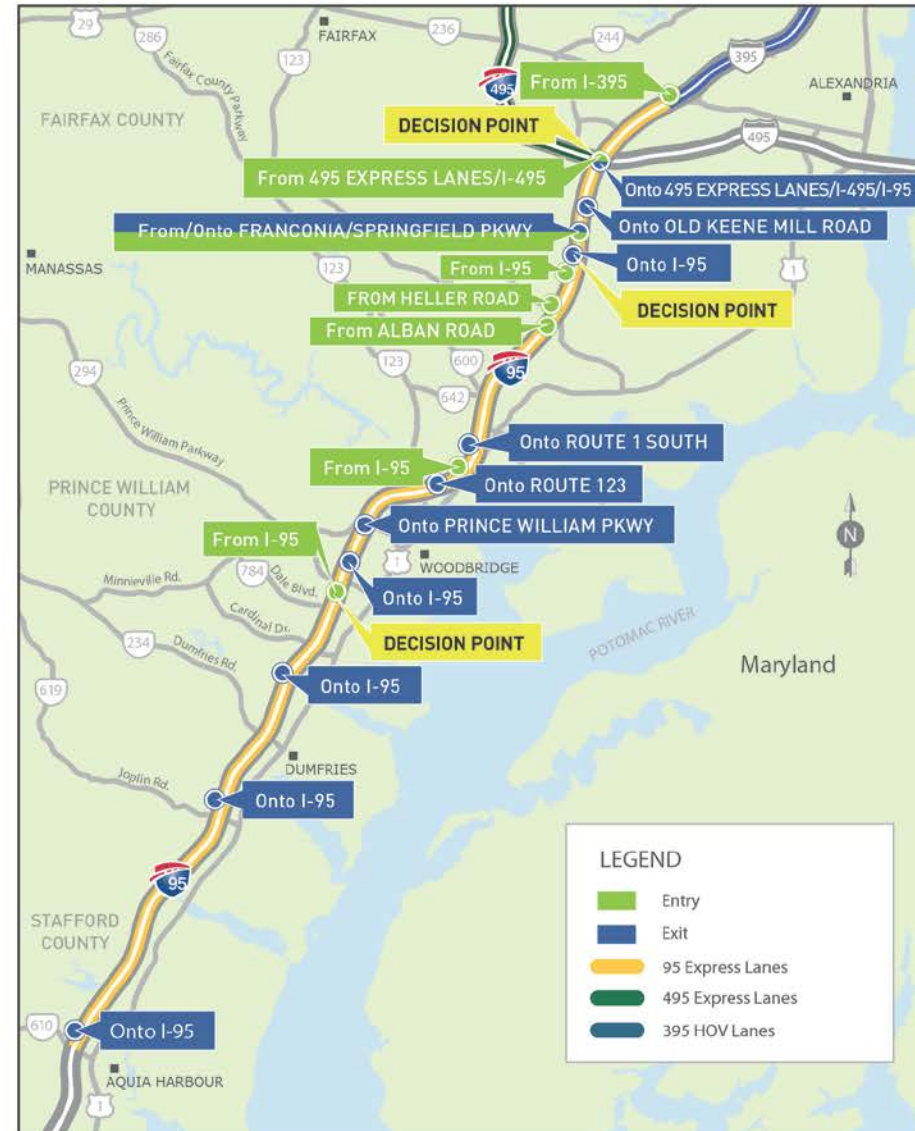 29
286
FAIRFAX
236
244
395
ALEXANDRIA
123
Fairfax County Parkway
495
From I-395
FAIRFAX COUNTY
DECISION POINT
495
From 495 EXPRESS LANES/I-495
Onto 495 EXPRESS LANES/I-495/I-95
Onto OLD KEENE MILL ROAD
From/Onto FRANCONIA/SPRINGFIELD PKWY
MANASSAS
123
From I-95
Onto I-95
1
FROM HELLER ROAD
DECISION POINT
From ALBAN ROAD
294
123
600
95
642
Prince William Parkway
Onto ROUTE 1 SOUTH
From I-95
PRINCE WILLIAM
COUNTY
Onto ROUTE 123
Onto PRINCE WILLIAM PKWY
From I-95
N
1
WOODBRIDGE
Minnieville Rd.
784
Dale Blvd.
Onto I-95
Cardinal Dr.
DECISION POINT
POTOMAC RIVER
234
Dumfries Rd.
Maryland
619
Onto I-95
DUMFRIES
Joplin Rd.
Onto I-95
LEGEND
Entry
Exit
95 Express Lanes
495 Express Lanes
395 HOV Lanes
95
STAFFORD
COUNTY
610
Onto I-95
AQUIA HARBOUR
1